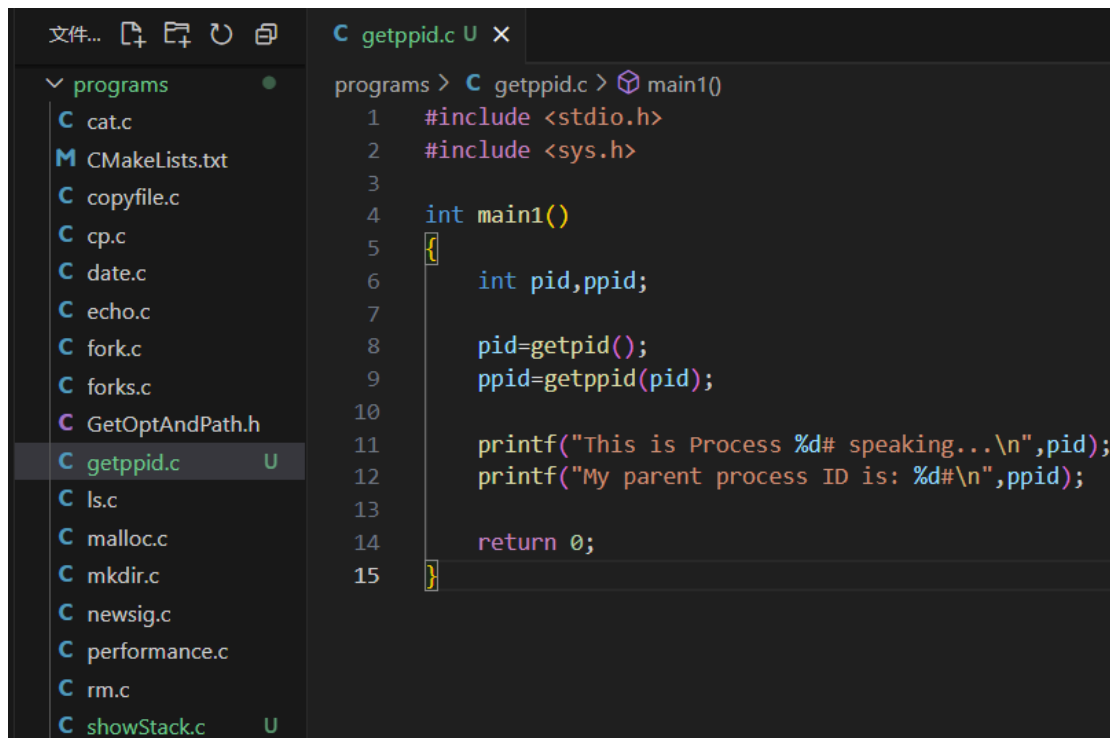 文件...
C getppid.c U ×
programs
C cat.c
M CMakeLists.txt
C copyfile.c
C cp.c
C date.c
C echo.c
C fork.c
C forks.c
C GetOptAndPath.h
C getppid.c U
C ls.c
C malloc.c
C mkdir.c
C newsig.c
C performance.c
C rm.c
C showStack.c U
programs > C getppid.c > main1()
1 #include <stdio.h>
2 #include <sys.h>
3
4 int main1()
5 {
6     int pid,ppid;
7
8     pid=getpid();
9     ppid=getppid(pid);
10
11     printf("This is Process %d# speaking...\n",pid);
12     printf("My parent process ID is: %d#\n",ppid);
13
14     return 0;
15 }